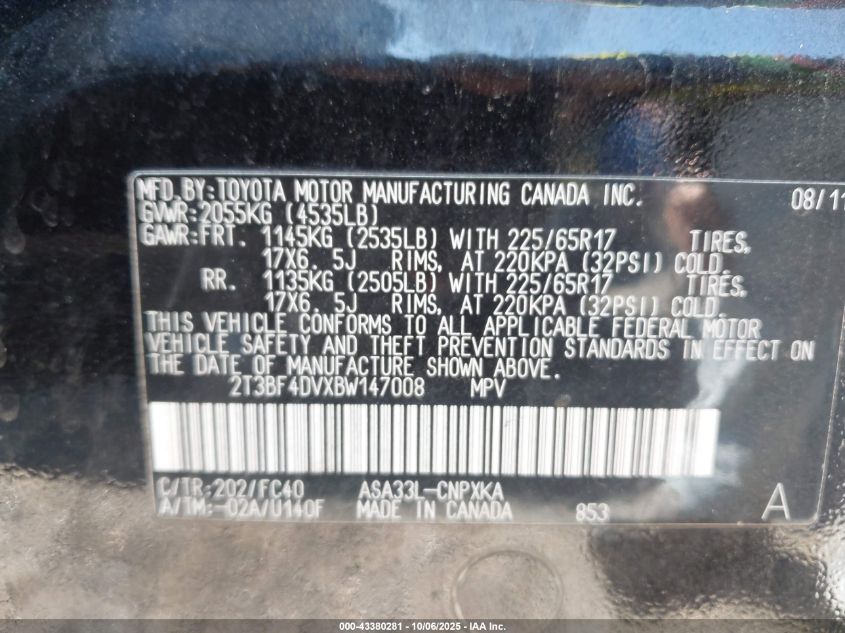 MFD. BY: TOYOTA MOTOR MANUFACTURING CANADA INC. 08/11
GVWR: 2055KG (4535LB)
GAWR: FRT. 1145KG (2535LB) WITH 225/65R17 TIRES,
17X6. 5J RIMS, AT 220KPA (32PSI) COLD.
RR. 1135KG (2505LB) WITH 225/65R17 TIRES,
17X6. 5J RIMS, AT 220KPA (32PSI) COLD.
THIS VEHICLE CONFORMS TO ALL APPLICABLE FEDERAL MOTOR
VEHICLE SAFETY AND THEFT PREVENTION STANDARDS IN EFFECT ON
THE DATE OF MANUFACTURE SHOWN ABOVE.
2T3BF4DVXBW147008 MPV
C/TR: 202/FC40 ASA33L-CNPXKA
A/TM: -02A/U140F MADE IN CANADA 853 A
000-43380281 - 10/06/2025 - IAA Inc.